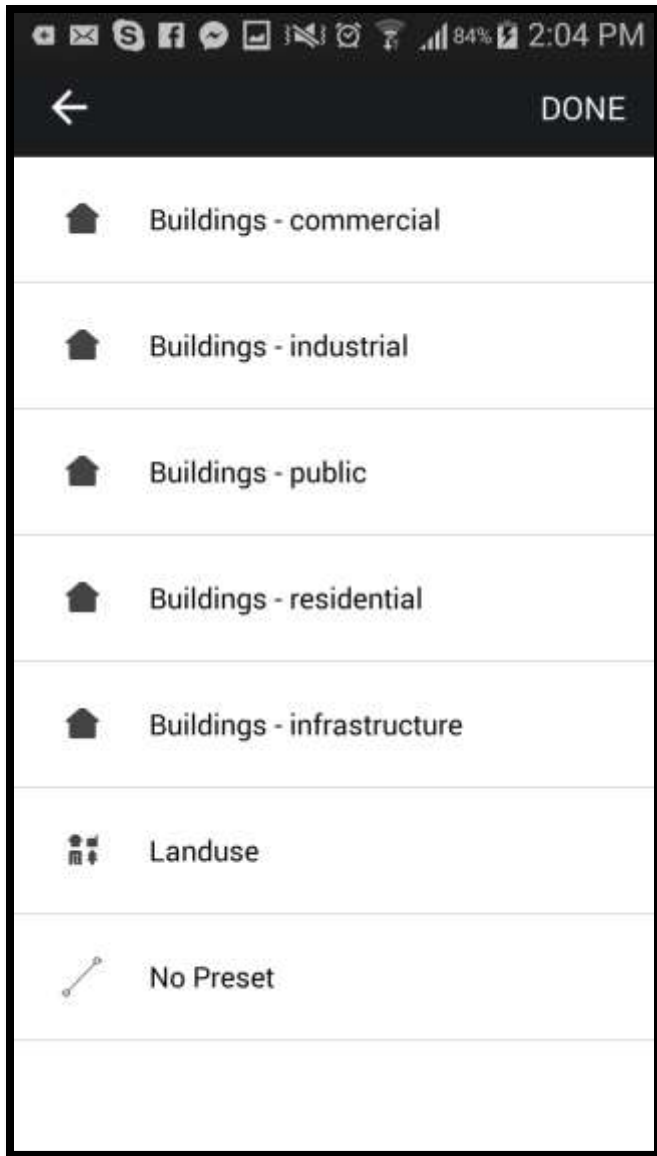 84% 2:04 PM
DONE
Buildings - commercial
Buildings - industrial
Buildings - public
Buildings - residential
Buildings - infrastructure
Landuse
No Preset